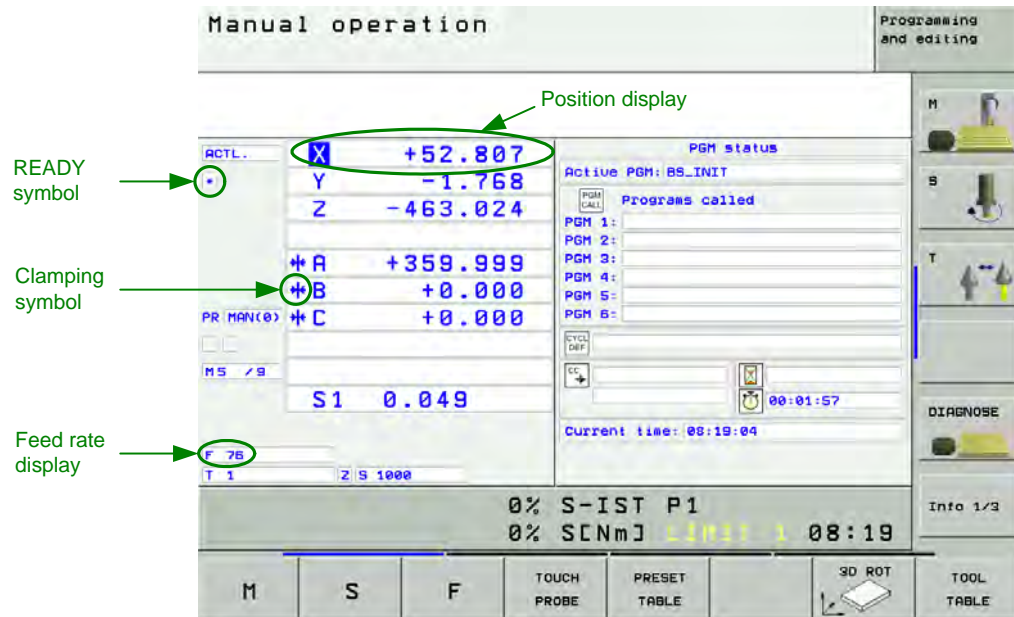 Manual operation
Programming
and editing
Position display
READY
symbol
Clamping
symbol
Feed rate
display
ACTL.
X +52.807
Y -1.768
Z -463.024
A +359.999
B +0.000
C +0.000
PR MAN(0)
M5 /9
S1 0.049
F 76
T 1 Z S 1000
PGM status
Active PGM: BS_INIT
PGM
CALL
Programs called
PGM 1:
PGM 2:
PGM 3:
PGM 4:
PGM 5:
PGM 6:
CYCL
DEF
CC
00:01:57
Current time: 08:19:04
M
S
T
DIAGNOSE
Info 1/3
0% S-IST P1
0% S[Nm] LIMIT 1 08:19
M
S
F
TOUCH
PROBE
PRESET
TABLE
3D ROT
TOOL
TABLE